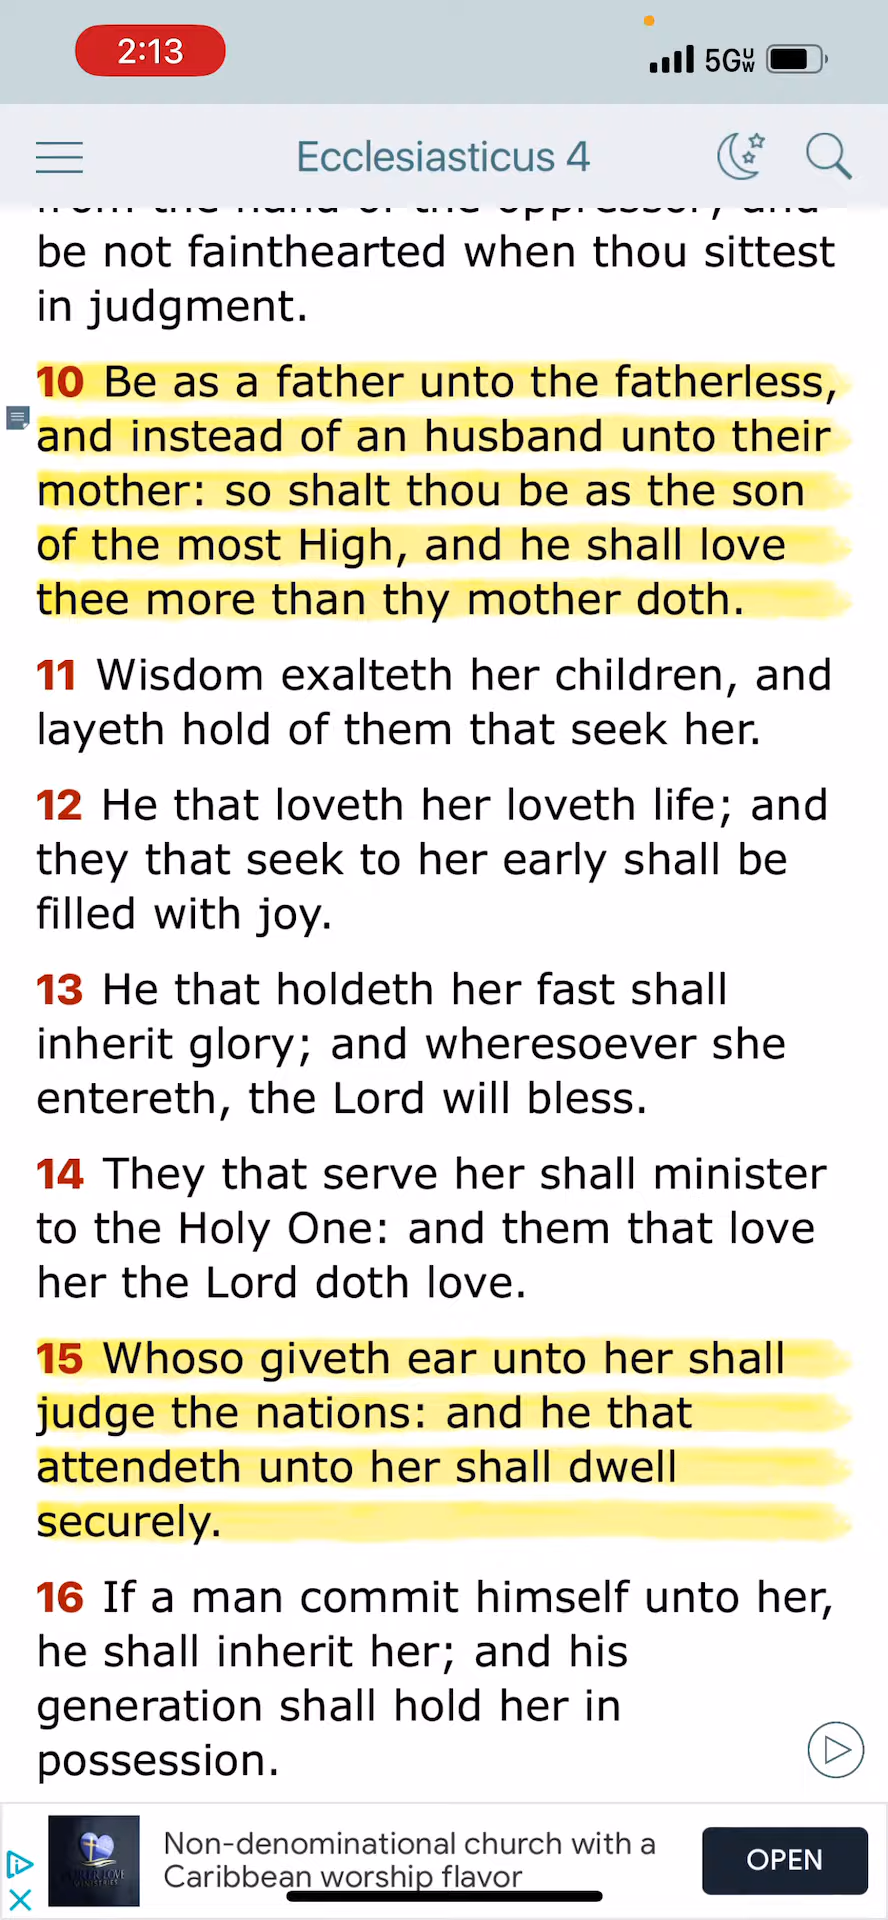 2:13
5G UW
Ecclesiasticus 4
from the hand of the oppressor; and
be not fainthearted when thou sittest
in judgment.
10 Be as a father unto the fatherless,
and instead of an husband unto their
mother: so shalt thou be as the son
of the most High, and he shall love
thee more than thy mother doth.
11 Wisdom exalteth her children, and
layeth hold of them that seek her.
12 He that loveth her loveth life; and
they that seek to her early shall be
filled with joy.
13 He that holdeth her fast shall
inherit glory; and wheresoever she
entereth, the Lord will bless.
14 They that serve her shall minister
to the Holy One: and them that love
her the Lord doth love.
15 Whoso giveth ear unto her shall
judge the nations: and he that
attendeth unto her shall dwell
securely.
16 If a man commit himself unto her,
he shall inherit her; and his
generation shall hold her in
possession.
Non-denominational church with a
Caribbean worship flavor
OPEN